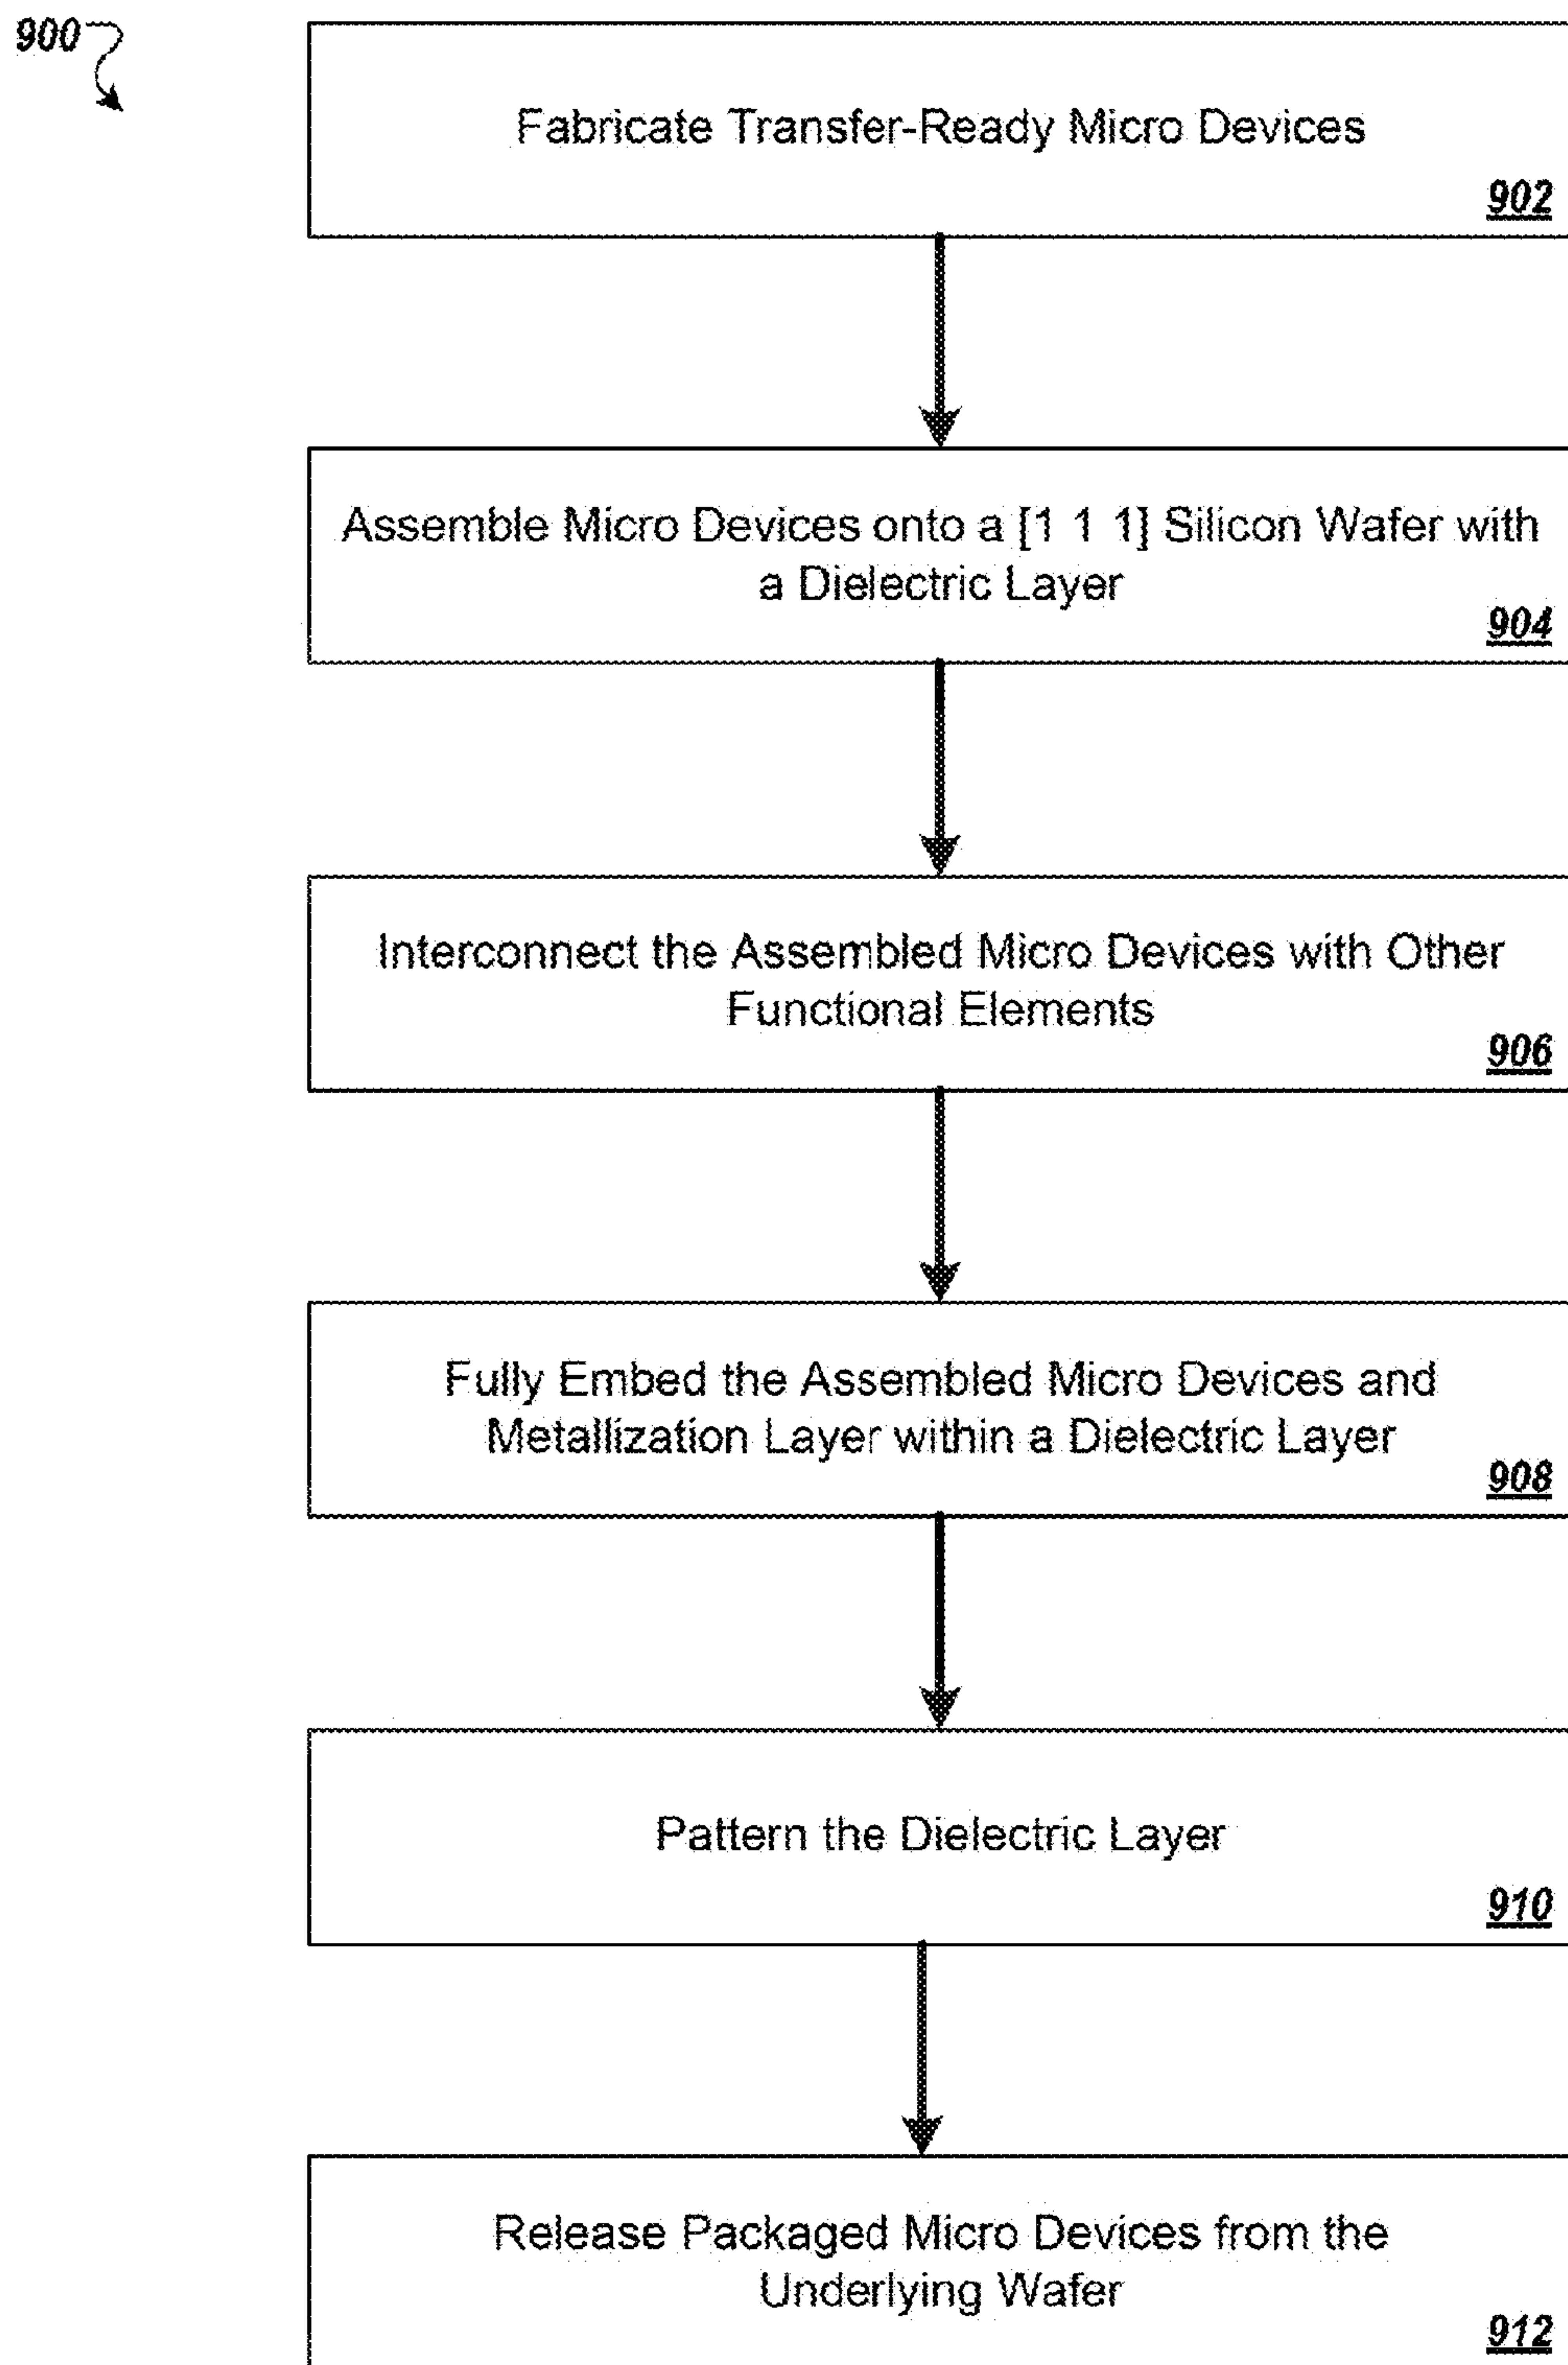 900
Fabricate Transfer-Ready Micro Devices
902
Assemble Micro Devices onto a [1 1 1] Silicon Wafer with
a Dielectric Layer
904
Interconnect the Assembled Micro Devices with Other
Functional Elements
906
Fully Embed the Assembled Micro Devices and
Metallization Layer within a Dielectric Layer
908
Pattern the Dielectric Layer
910
Release Packaged Micro Devices from the
Underlying Wafer
912